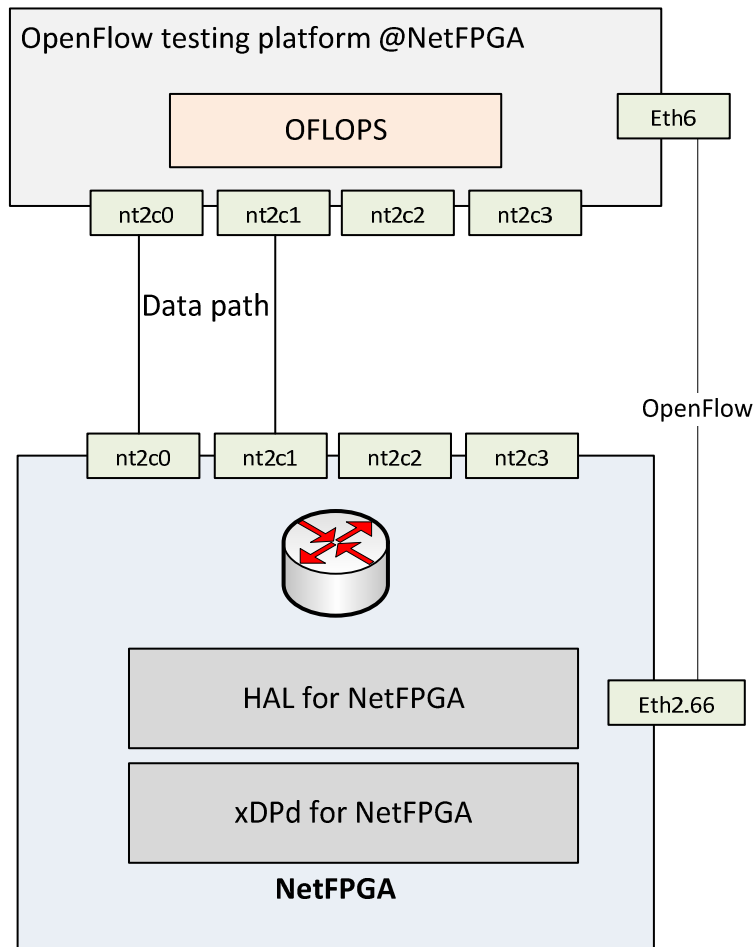 OpenFlow testing platform @NetFPGA
OFLOPS
Eth6
nt2c0
nt2c1
nt2c2
nt2c3
Data path
OpenFlow
nt2c0
nt2c1
nt2c2
nt2c3
HAL for NetFPGA
Eth2.66
xDPd for NetFPGA
NetFPGA